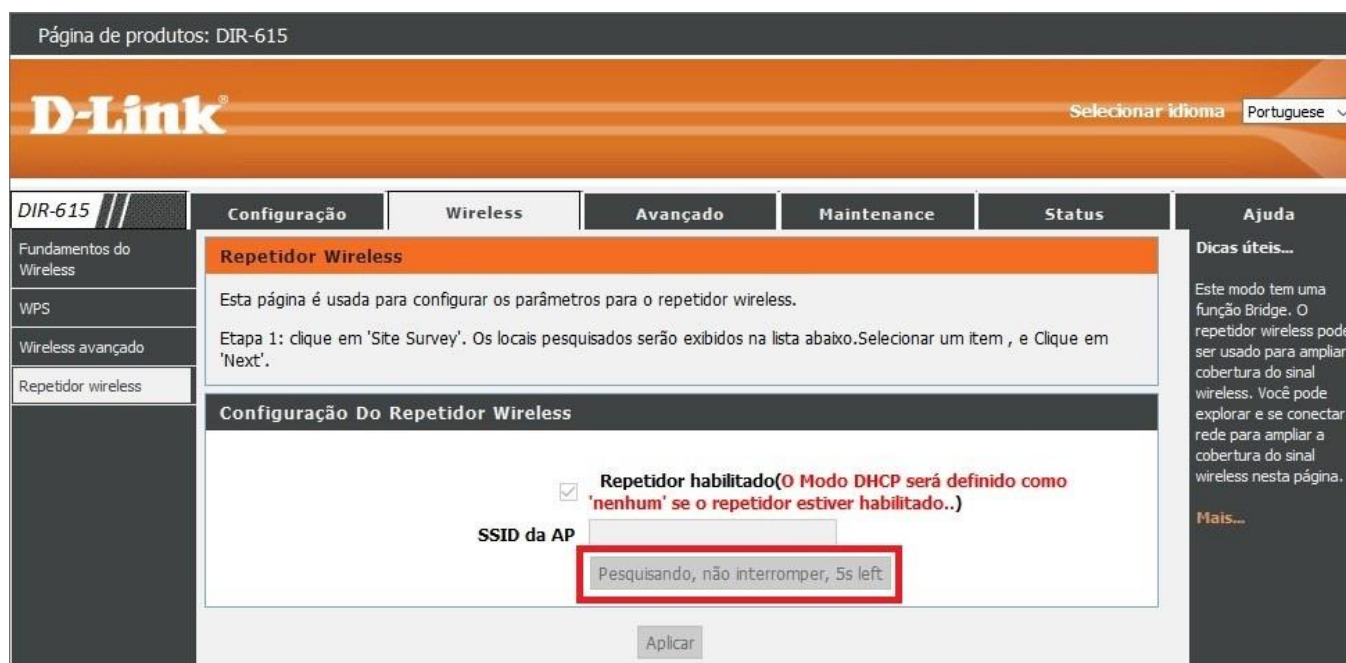 Página de produtos: DIR-615
D-Link®
Selecionar idioma
Portuguese
DIR-615
Configuração
Wireless
Avançado
Maintenance
Status
Ajuda
Fundamentos do
Wireless
WPS
Wireless avançado
Repetidor wireless
Repetidor Wireless
Esta página é usada para configurar os parâmetros para o repetidor wireless.
Etapa 1: clique em 'Site Survey'. Os locais pesquisados serão exibidos na lista abaixo.Selecionar um item , e Clique em
'Next'.
Configuração Do Repetidor Wireless
Repetidor habilitado(O Modo DHCP será definido como
'nenhum' se o repetidor estiver habilitado..)
SSID da AP
Pesquisando, não interromper, 5s left
Aplicar
Dicas úteis...
Este modo tem uma
função Bridge. O
repetidor wireless pode
ser usado para ampliar
cobertura do sinal
wireless. Você pode
explorar e se conectar
rede para ampliar a
cobertura do sinal
wireless nesta página.
Mais...